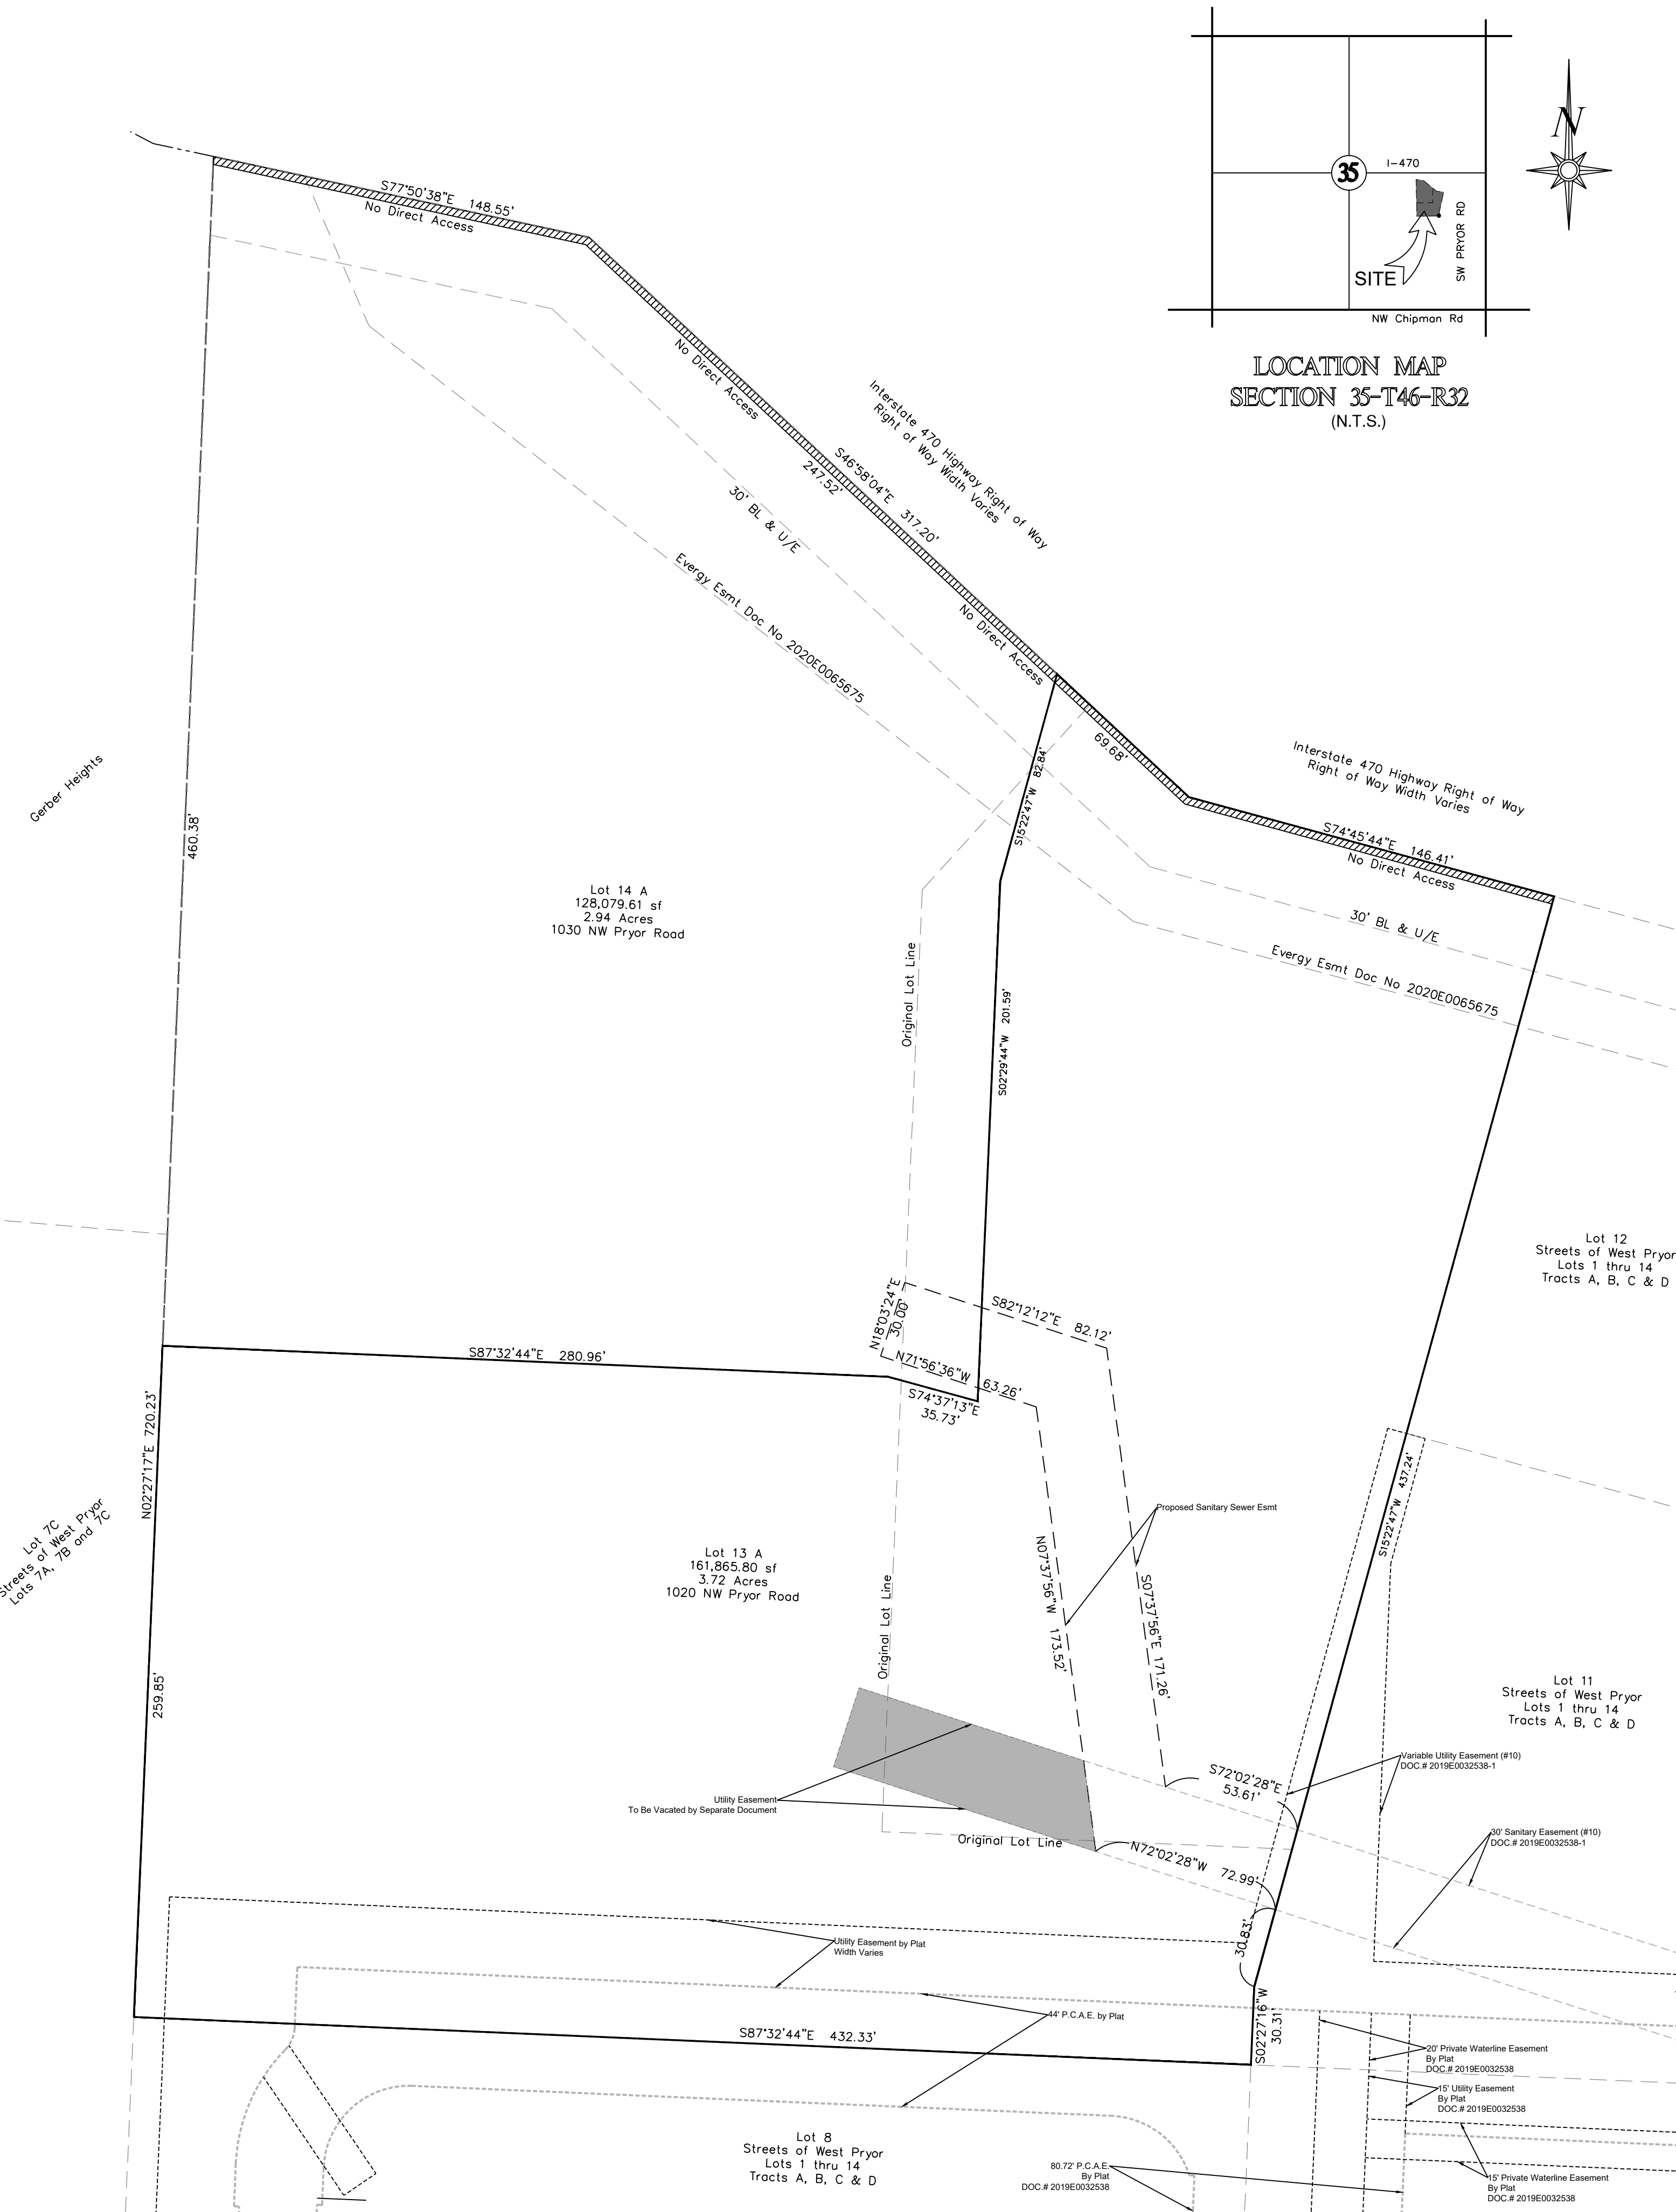 N
35
I-470
SW PRYOR RD
SITE
NW Chipman Rd
LOCATION MAP
SECTION 35-T46-R32
(N.T.S.)
S77°50'38"E 148.55'
No Direct Access
No Direct Access
Interstate 470 Highway Right of Way
Right of Way Width Varies
S46°58'04"E 317.20'
247.52'
30' BL & U/E
Evergy Esmt Doc No 2020E0065675
No Direct Access
69.68'
S15°22'47"W 82.84'
Interstate 470 Highway Right of Way
Right of Way Width Varies
S74°45'44"E 146.41'
No Direct Access
30' BL & U/E
Evergy Esmt Doc No 2020E0065675
Gerber Heights
460.38'
Lot 14 A
128,079.61 sf
2.94 Acres
1030 NW Pryor Road
Original Lot Line
S02°29'44"W 201.59'
Lot 12
Streets of West Pryor
Lots 1 thru 14
Tracts A, B, C & D
N18°03'24"E
30.00'
S82°12'12"E 82.12'
N71°56'36"W 63.26'
S74°37'13"E
35.73'
S87°32'44"E 280.96'
N02°27'17"E 720.23'
S15°22'47"W 437.24'
Proposed Sanitary Sewer Esmt
Lot 7C
Streets of West Pryor
Lots 7A, 7B and 7C
Lot 13 A
161,865.80 sf
3.72 Acres
1020 NW Pryor Road
Original Lot Line
N07°37'56"W 173.52'
S07°37'56"E 171.26'
259.85'
Lot 11
Streets of West Pryor
Lots 1 thru 14
Tracts A, B, C & D
Variable Utility Easement (#10)
DOC.# 2019E0032538-1
S72°02'28"E
53.61'
Utility Easement
To Be Vacated by Separate Document
Original Lot Line
N72°02'28"W 72.99'
30' Sanitary Easement (#10)
DOC.# 2019E0032538-1
30.83'
Utility Easement by Plat
Width Varies
44' P.C.A.E. by Plat
S87°32'44"E 432.33'
S02°27'16"W
30.31'
20' Private Waterline Easement
By Plat
DOC.# 2019E0032538
15' Utility Easement
By Plat
DOC.# 2019E0032538
Lot 8
Streets of West Pryor
Lots 1 thru 14
Tracts A, B, C & D
80.72' P.C.A.E.
By Plat
DOC.# 2019E0032538
15' Private Waterline Easement
By Plat
DOC.# 2019E0032538